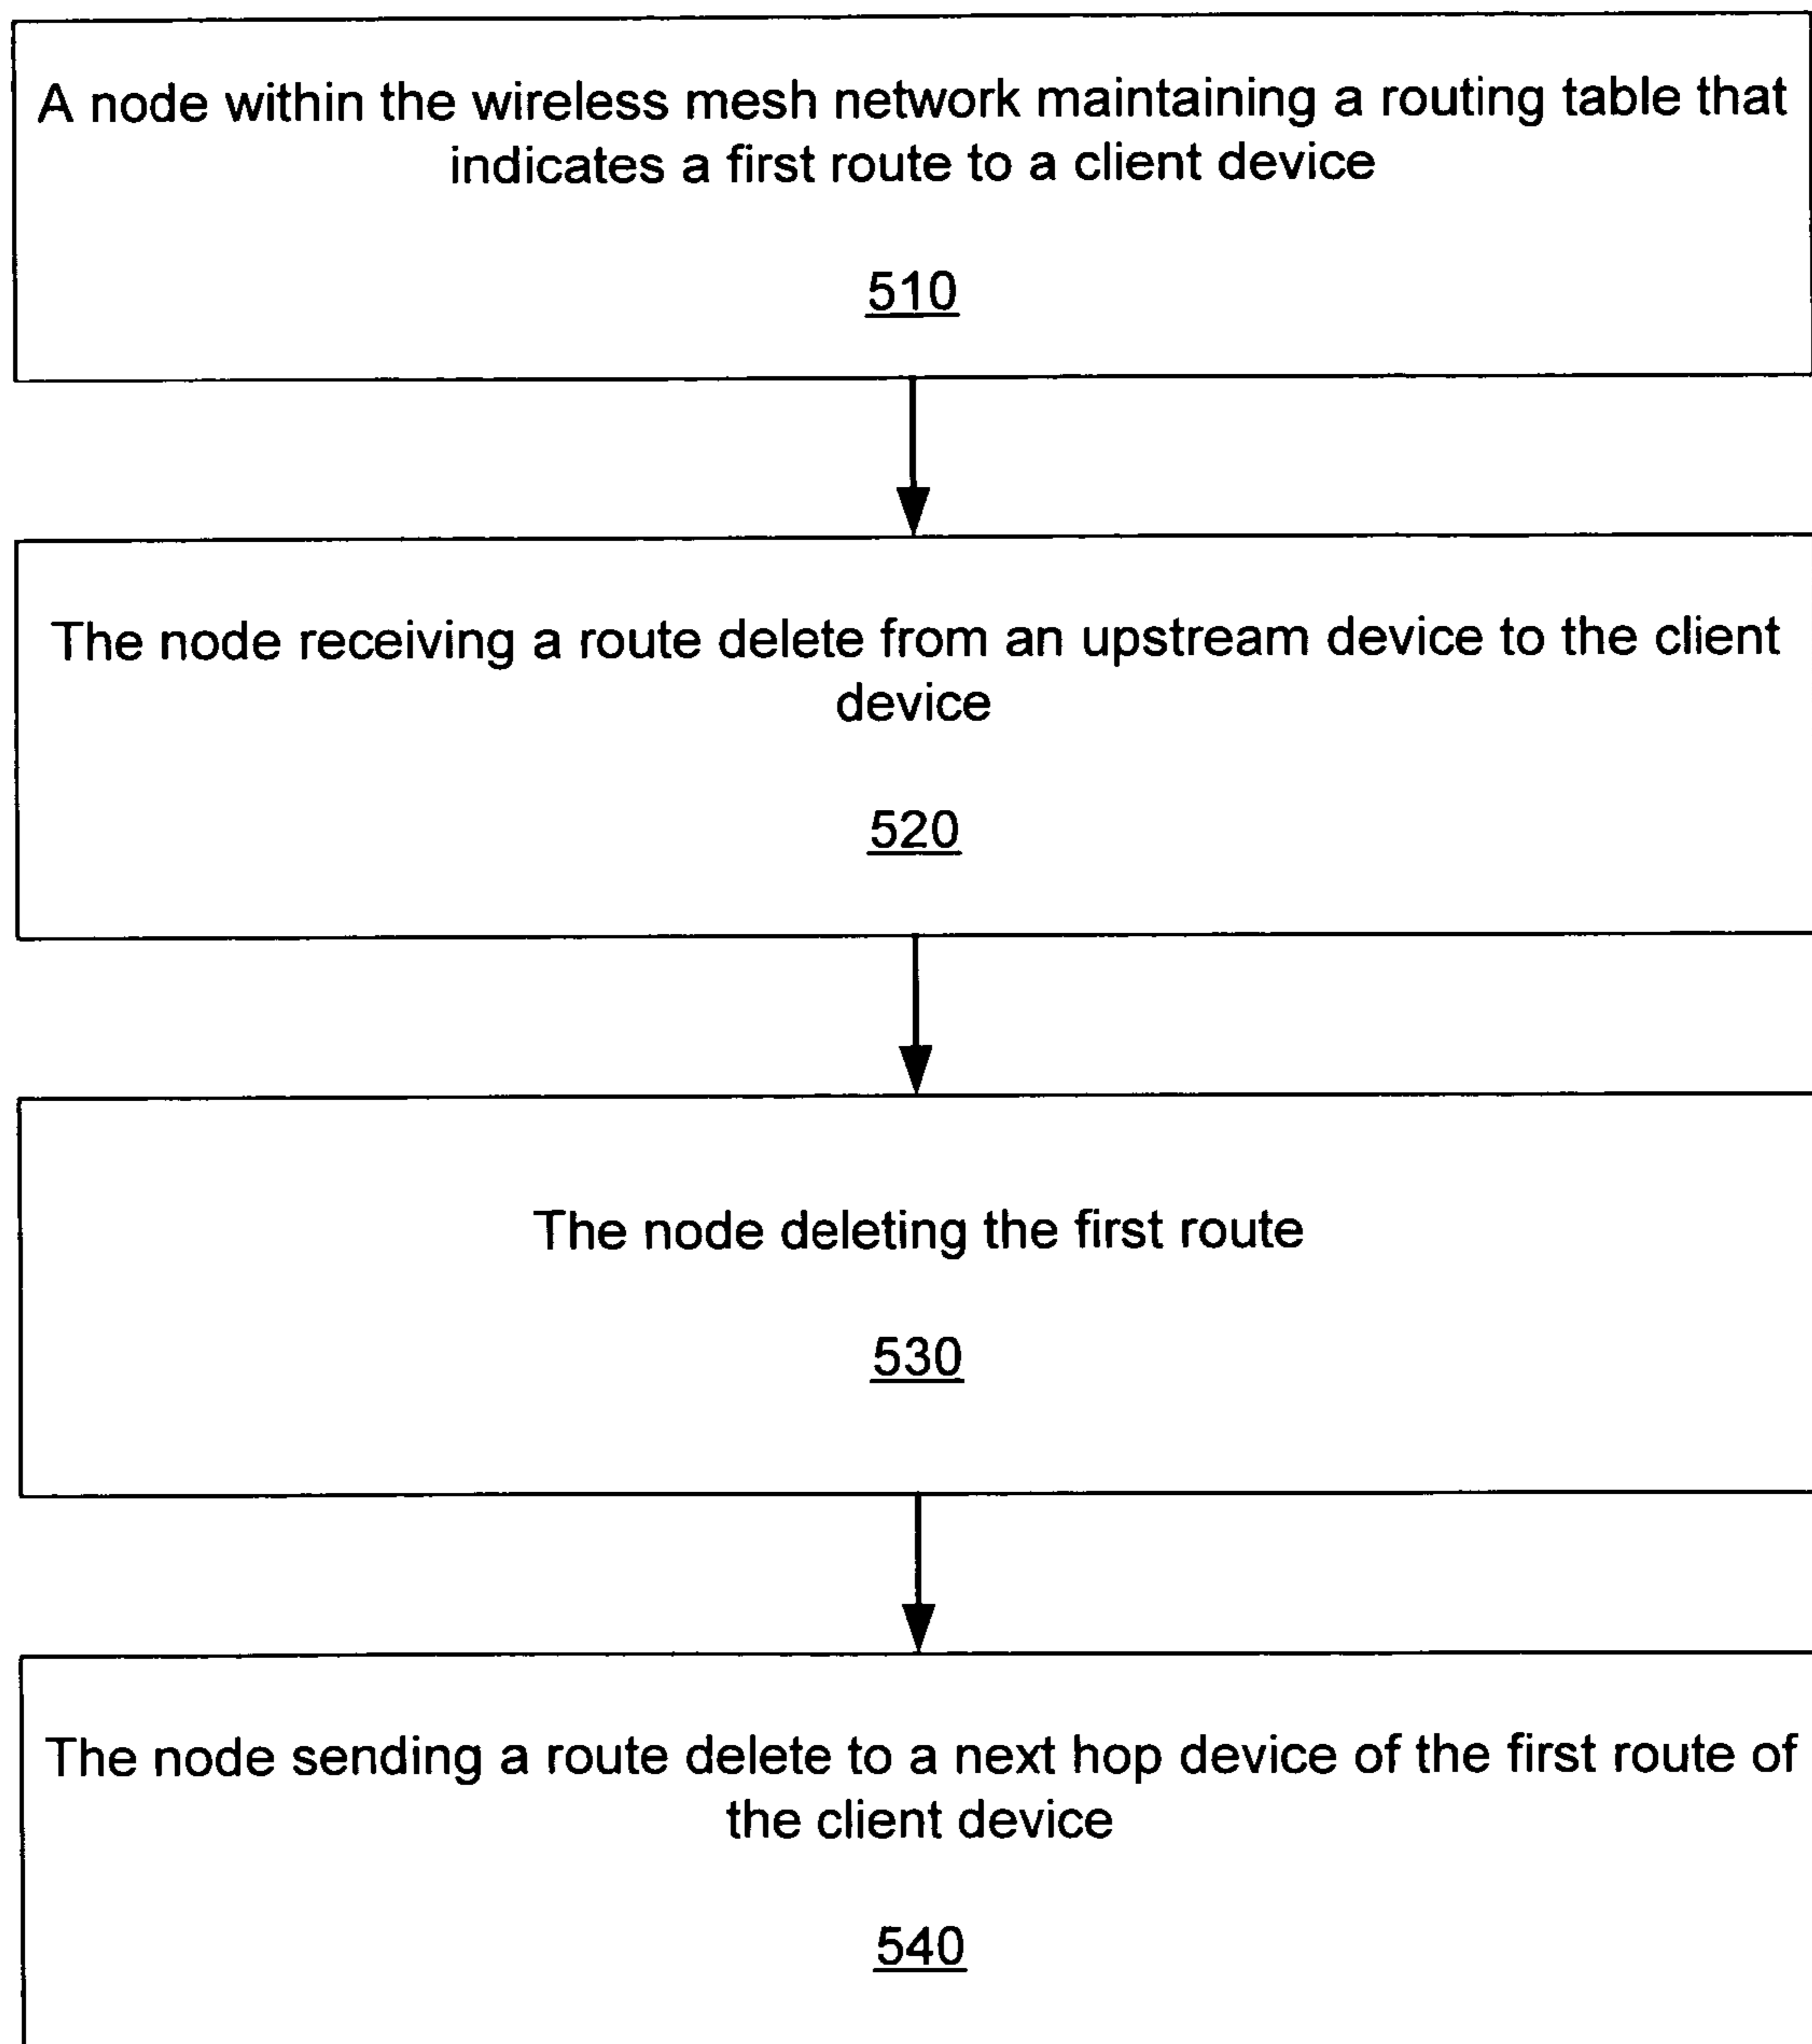 A node within the wireless mesh network maintaining a routing table that
indicates a first route to a client device
510
The node receiving a route delete from an upstream device to the client
device
520
The node deleting the first route
530
The node sending a route delete to a next hop device of the first route of
the client device
540